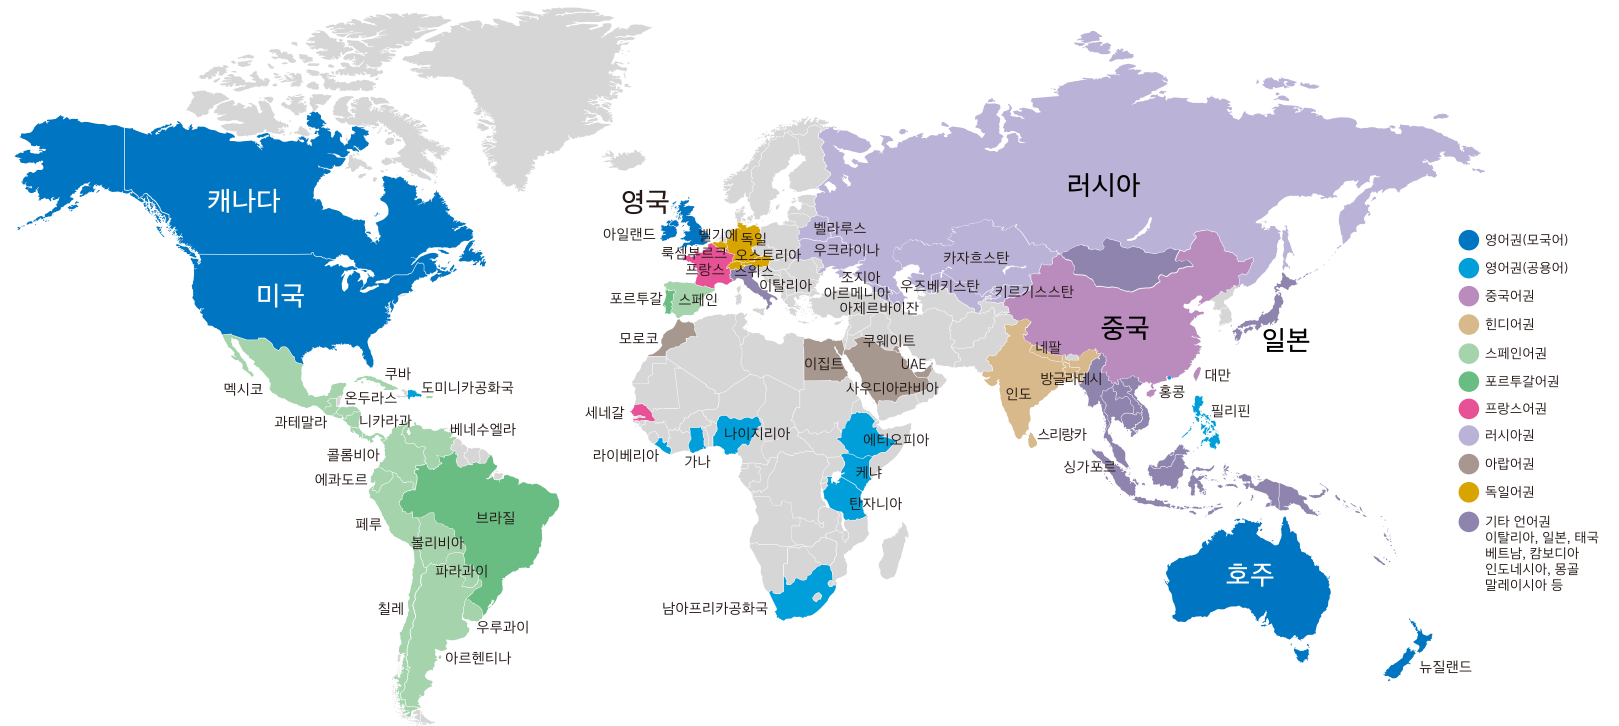 캐나다
미국
멕시코
쿠바
도미니카공화국
온두라스
과테말라
니카라과
베네수엘라
콜롬비아
에콰도르
페루
브라질
볼리비아
파라과이
칠레
우루과이
아르헨티나
영국
아일랜드
벨기에
독일
룩셈부르크
오스트리아
프랑스
스위스
이탈리아
포르투갈
스페인
벨라루스
우크라이나
러시아
카자흐스탄
조지아
우즈베키스탄
아르메니아
키르기스스탄
아제르바이잔
모로코
이집트
쿠웨이트
UAE
사우디아라비아
세네갈
라이베리아
가나
나이지리아
에티오피아
케냐
탄자니아
남아프리카공화국
중국
일본
네팔
방글라데시
인도
스리랑카
대만
홍콩
필리핀
싱가포르
호주
뉴질랜드
영어권(모국어)
영어권(공용어)
중국어권
힌디어권
스페인어권
포르투갈어권
프랑스어권
러시아권
아랍어권
독일어권
기타 언어권
이탈리아, 일본, 태국
베트남, 캄보디아
인도네시아, 몽골
말레이시아 등